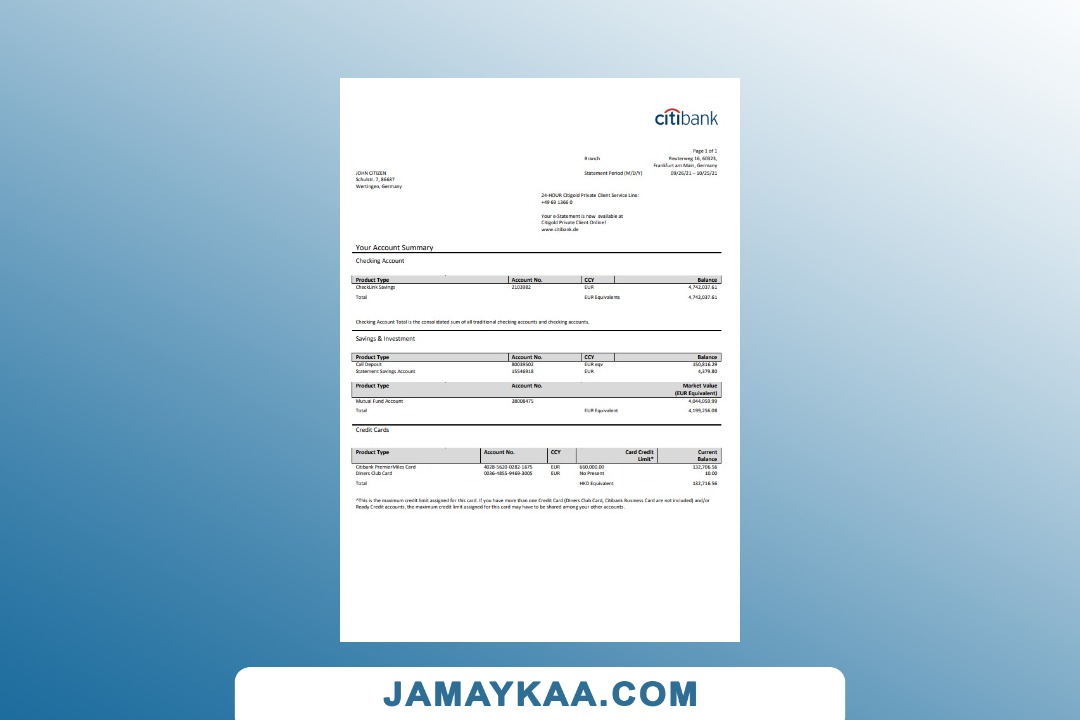 citibank
Page 1 of 1
Branch Reuterweg 16, 60323,
Frankfurt am Main, Germany
JOHN CITIZEN Statement Period (M/D/Y) 09/26/21 – 10/25/21
Schulstr. 7, 86637
Wertingen, Germany
24-HOUR Citigold Private Client Service Line:
+49 69 1366 0
Your e-Statement is now available at
Citigold Private Client Online!
www.citibank.de
Your Account Summary
Checking Account
Product Type Account No. CCY Balance
CheckLink Savings 2103982 EUR 4,742,037.61
Total EUR Equivalents 4,742,037.61
Checking Account Total is the consolidated sum of all traditional checking accounts and checking accounts.
Savings & Investment
Product Type Account No. CCY Balance
Call Deposit 80039502 EUR eqv 150,816.29
Statement Savings Account 15546918 EUR 4,379.80
Product Type Account No. Market Value
(EUR Equivalent)
Mutual Fund Account 38008475 4,044,059.99
Total EUR Equivalent 4,199,256.08
Credit Cards
Product Type Account No. CCY Card Credit Current
Limit* Balance
Citibank PremierMiles Card 4028-5620-0282-1675 EUR 660,000.00 132,706.56
Diners Club Card 0036-4855-9469-3005 EUR No Present 10.00
Total HKD Equivalent 132,716.56
*This is the maximum credit limit assigned for this card. If you have more than one Credit Card (Diners Club Card, Citibank Business Card are not included) and/or
Ready Credit accounts, the maximum credit limit assigned for this card may have to be shared among your other accounts.
JAMAYKAA.COM